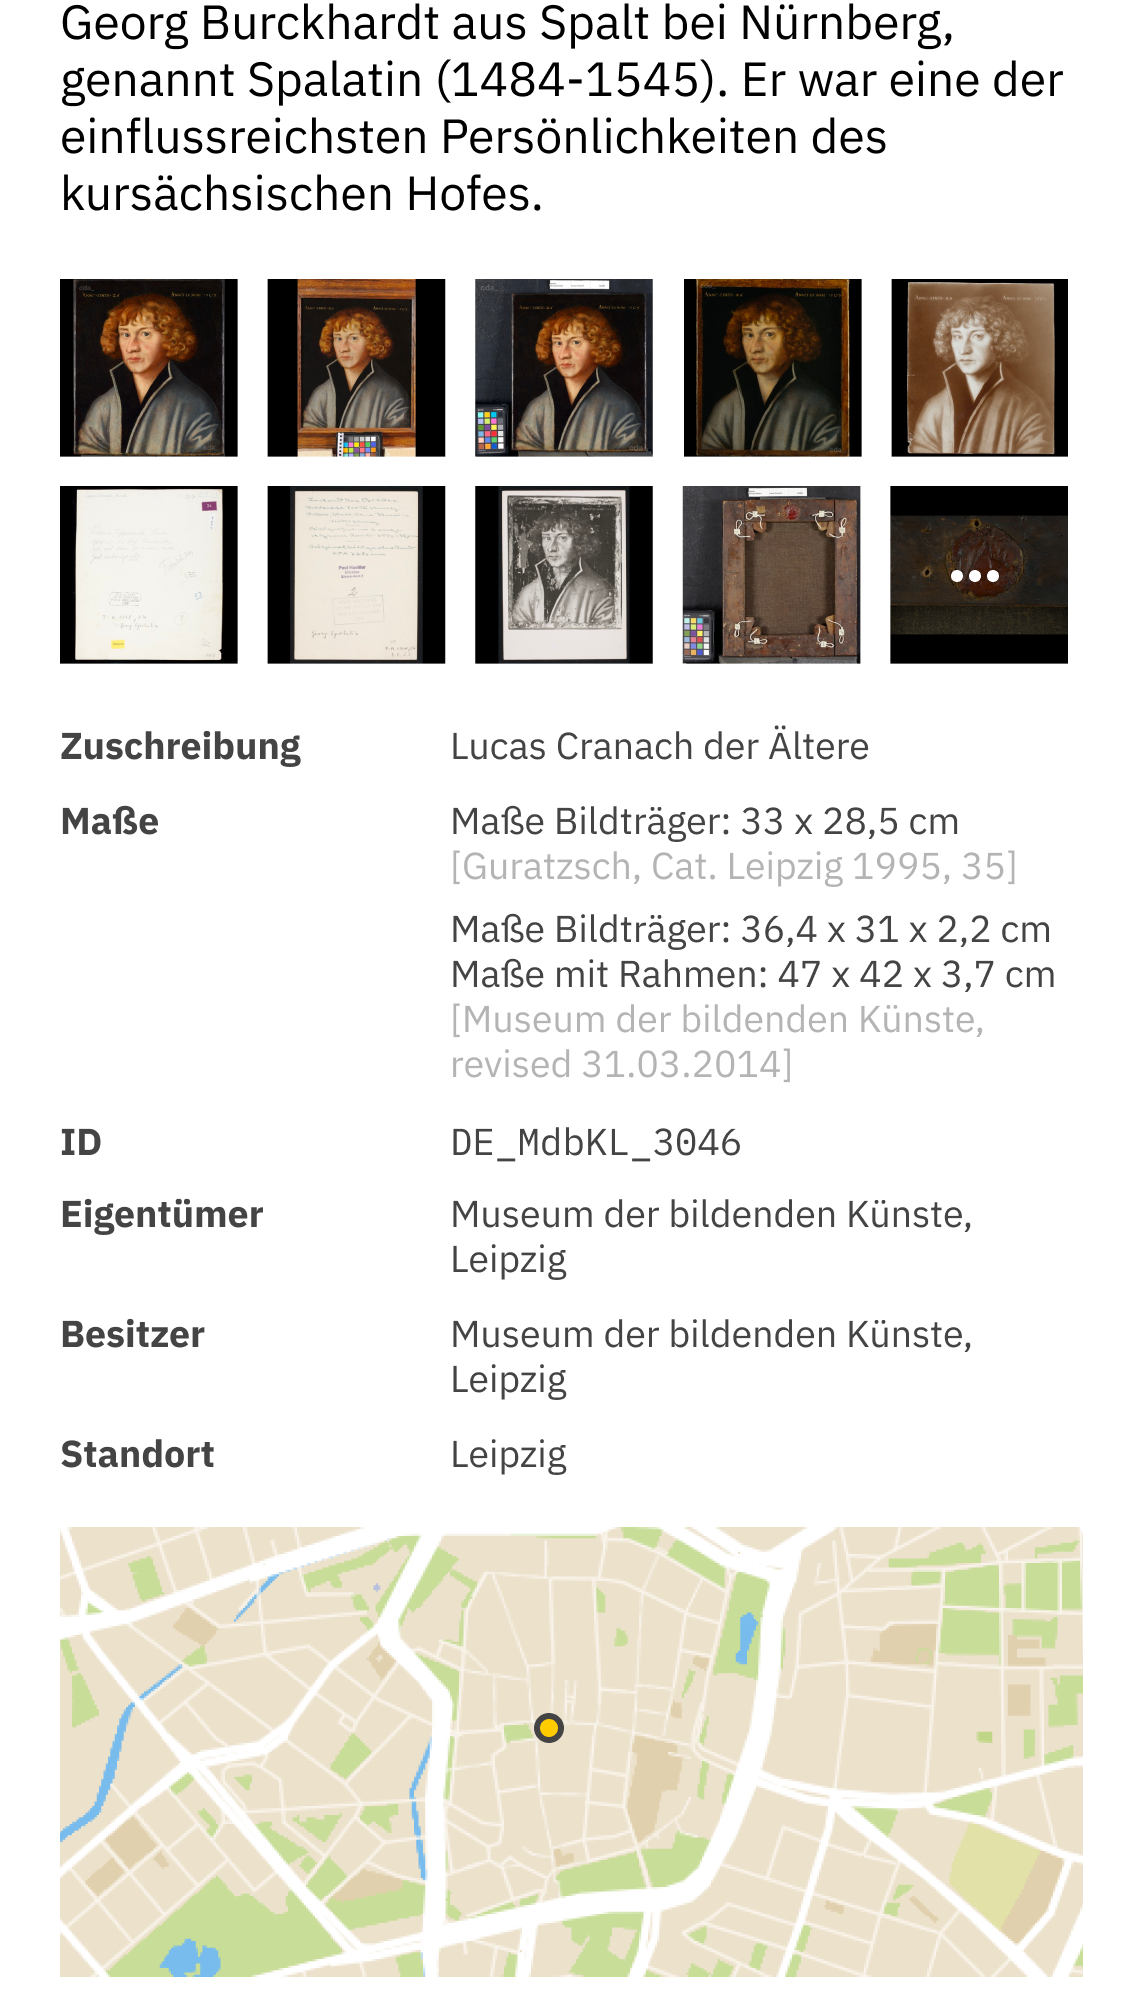 Georg Burckhardt aus Spalt bei Nürnberg,
genannt Spalatin (1484-1545). Er war eine der
einflussreichsten Persönlichkeiten des
kursächsischen Hofes.
Zuschreibung
Lucas Cranach der Ältere
Maße
Maße Bildträger: 33 x 28,5 cm
[Guratzsch, Cat. Leipzig 1995, 35]
Maße Bildträger: 36,4 x 31 x 2,2 cm
Maße mit Rahmen: 47 x 42 x 3,7 cm
[Museum der bildenden Künste,
revised 31.03.2014]
ID
DE_MdbKL_3046
Eigentümer
Museum der bildenden Künste,
Leipzig
Besitzer
Museum der bildenden Künste,
Leipzig
Standort
Leipzig